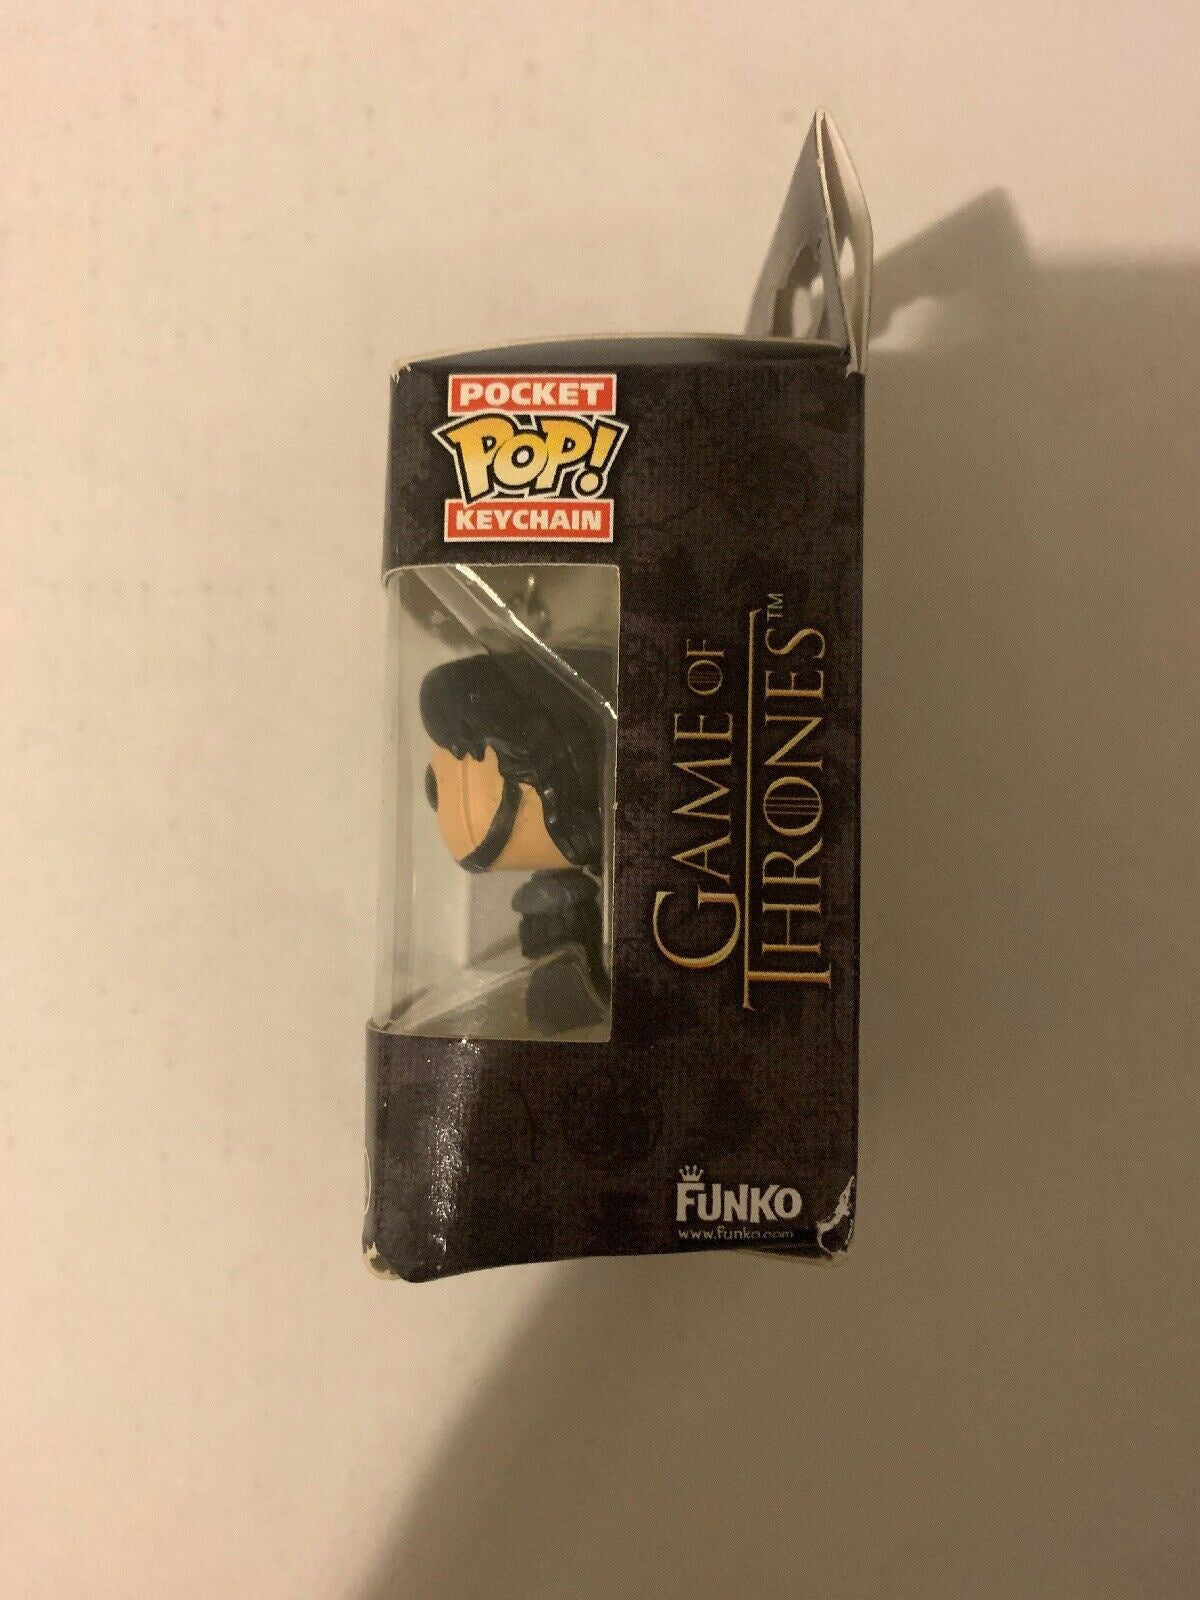 POCKET
POP!
KEYCHAIN
GAME OF
THRONES™
FUNKO
www.funko.com